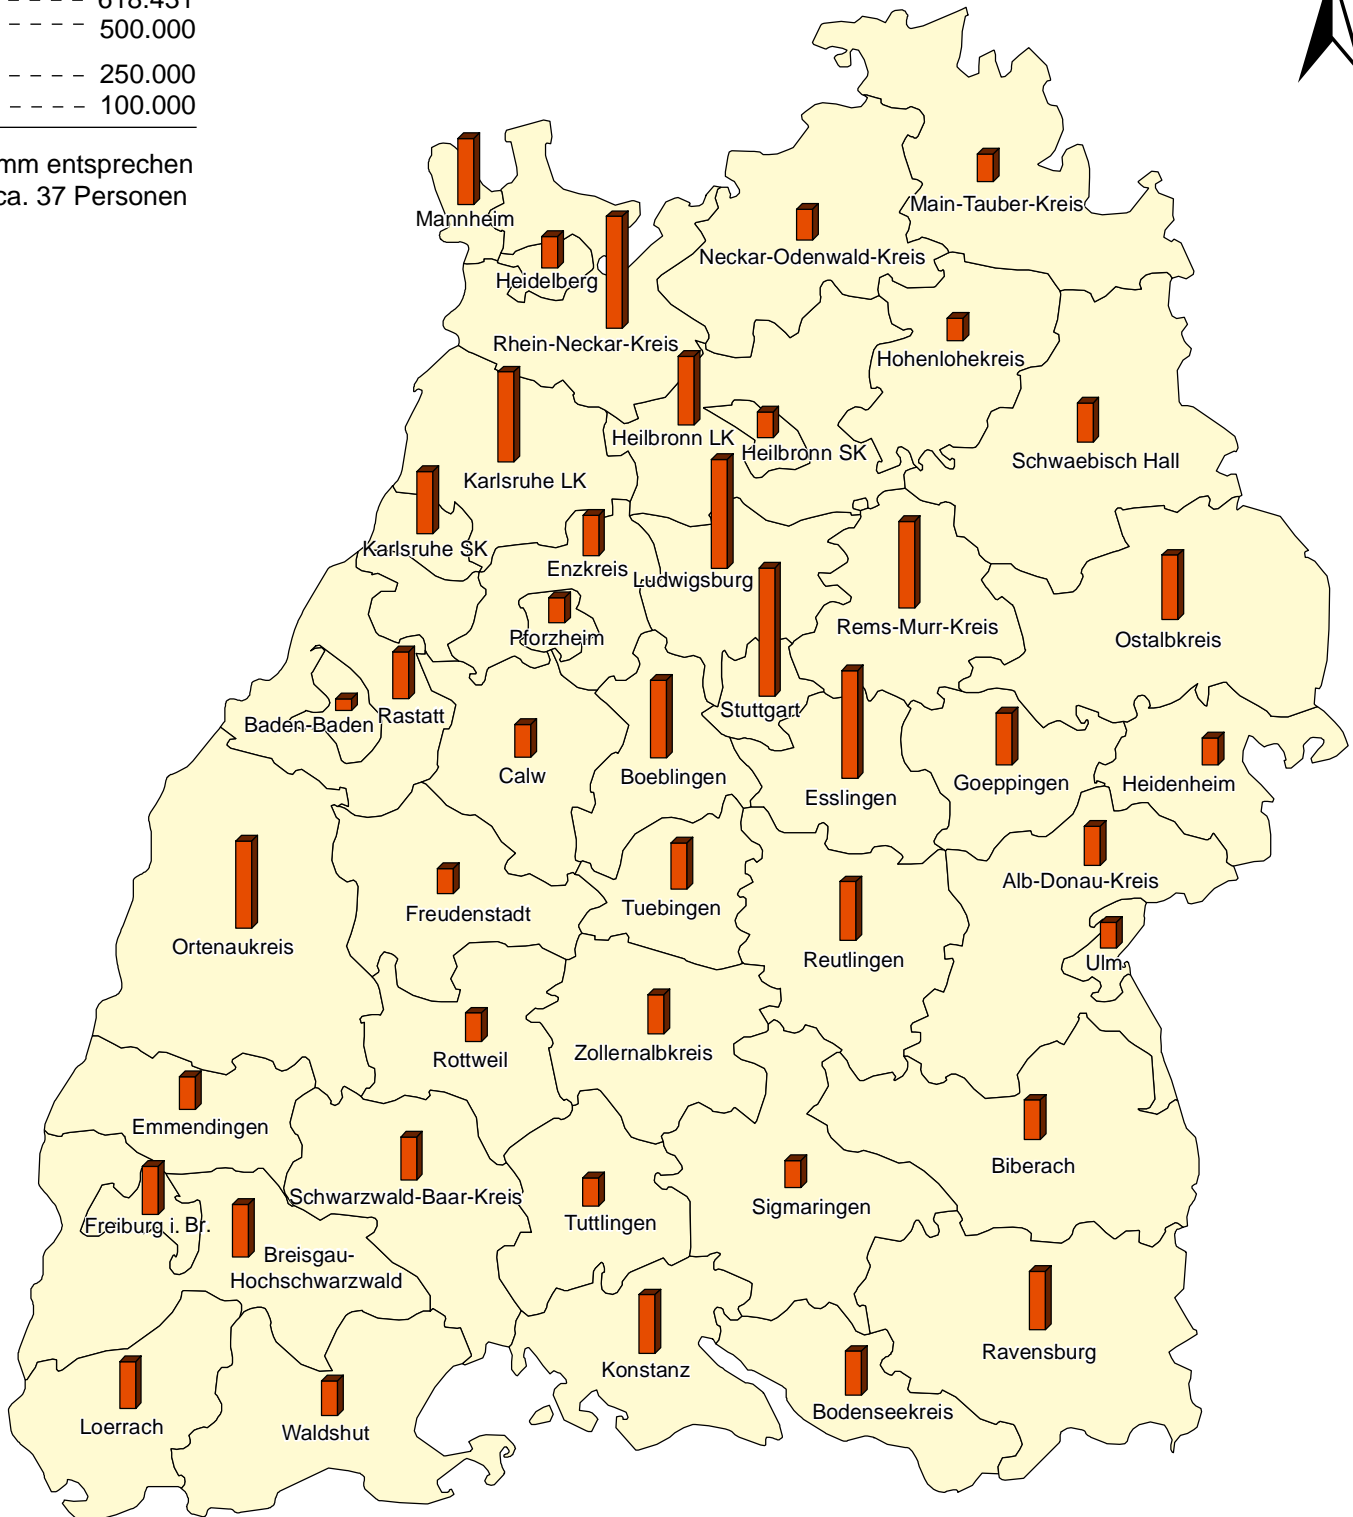 618.431
500.000
250.000
100.000
mm entsprechen
ca. 37 Personen
Mannheim
Main-Tauber-Kreis
Neckar-Odenwald-Kreis
Heidelberg
Rhein-Neckar-Kreis
Hohenlohekreis
Heilbronn LK
Heilbronn SK
Schwaebisch Hall
Karlsruhe LK
Karlsruhe SK
Enzkreis
Ludwigsburg
Pforzheim
Rems-Murr-Kreis
Ostalbkreis
Stuttgart
Rastatt
Baden-Baden
Calw
Boeblingen
Esslingen
Goeppingen
Heidenheim
Alb-Donau-Kreis
Freudenstadt
Tuebingen
Ortenaukreis
Reutlingen
Ulm
Rottweil
Zollernalbkreis
Emmendingen
Biberach
Schwarzwald-Baar-Kreis
Sigmaringen
Tuttlingen
Freiburg i. Br.
Breisgau-
Hochschwarzwald
Ravensburg
Konstanz
Bodenseekreis
Loerrach
Waldshut